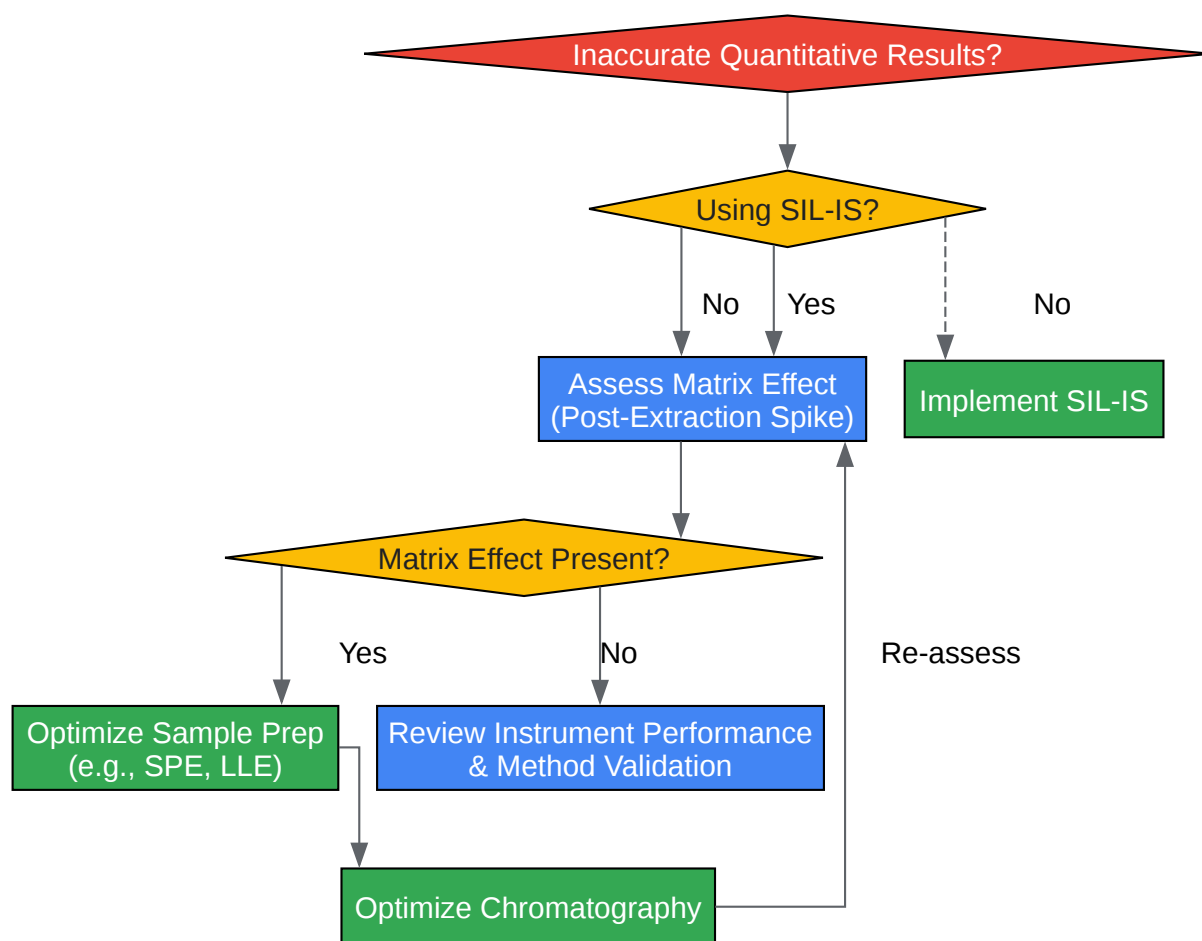 Inaccurate Quantitative Results?
Using SIL-IS?
No
Yes
No
Assess Matrix Effect
(Post-Extraction Spike)
Implement SIL-IS
Matrix Effect Present?
Yes
No
Re-assess
Optimize Sample Prep
(e.g., SPE, LLE)
Review Instrument Performance
& Method Validation
Optimize Chromatography